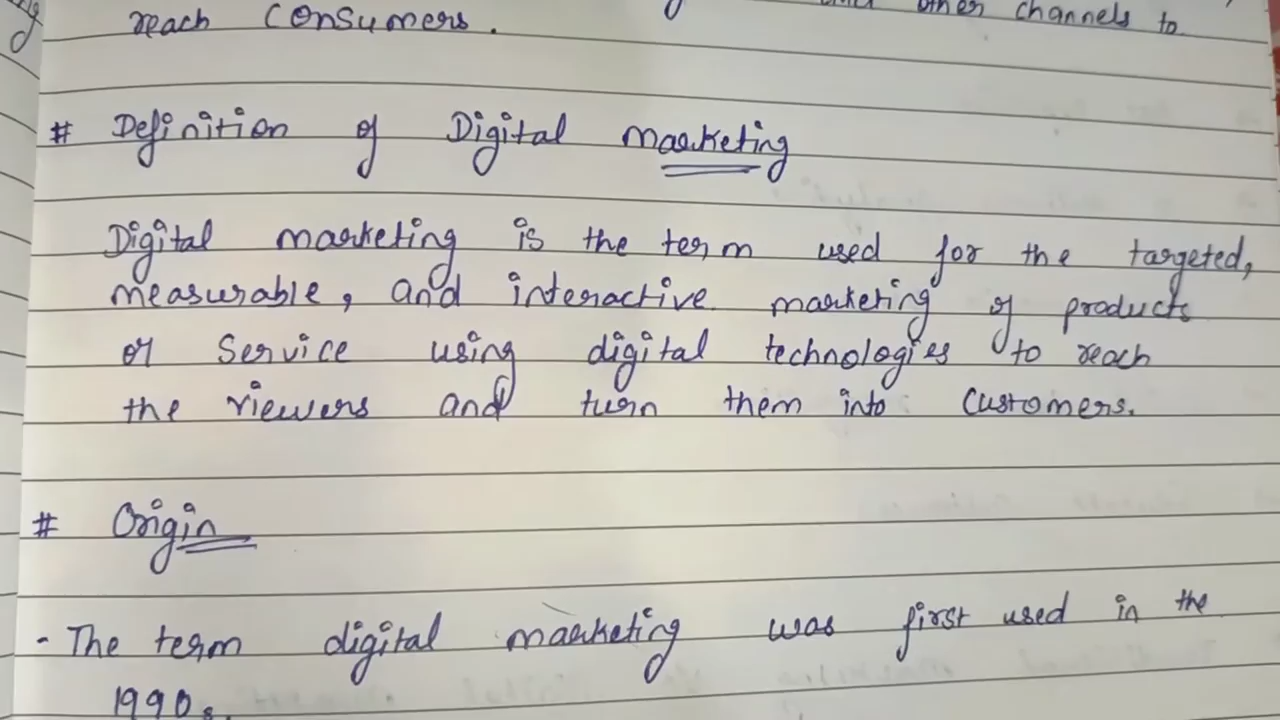 other channels to
reach consumers.
# Definition of Digital marketing
Digital marketing is the term used for the targeted,
measurable, and interactive marketing of products
or Service using digital technologies to reach
the viewers and turn them into customers.
# Origin
- The term digital marketing was first used in the
1990s.